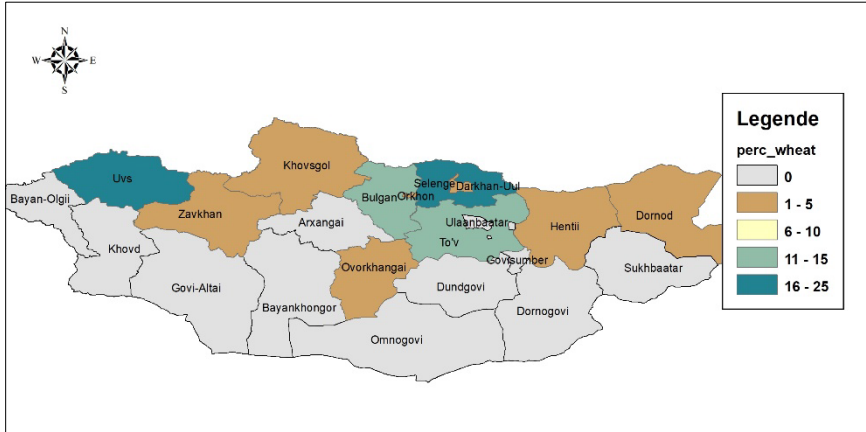 N
W E
S
Legende
perc_wheat
0
1 - 5
6 - 10
11 - 15
16 - 25
Khovsgol
Uvs
Selenge
Darkhan-Uul
Bayan-Olgii
Bulgan
Orkhon
Zavkhan
Dornod
Arxangai
Ulaanbaatar
Hentii
Khovd
To'v
Ovorkhangai
Govisumber
Sukhbaatar
Govi-Altai
Dundgovi
Bayankhongor
Dornogovi
Omnogovi